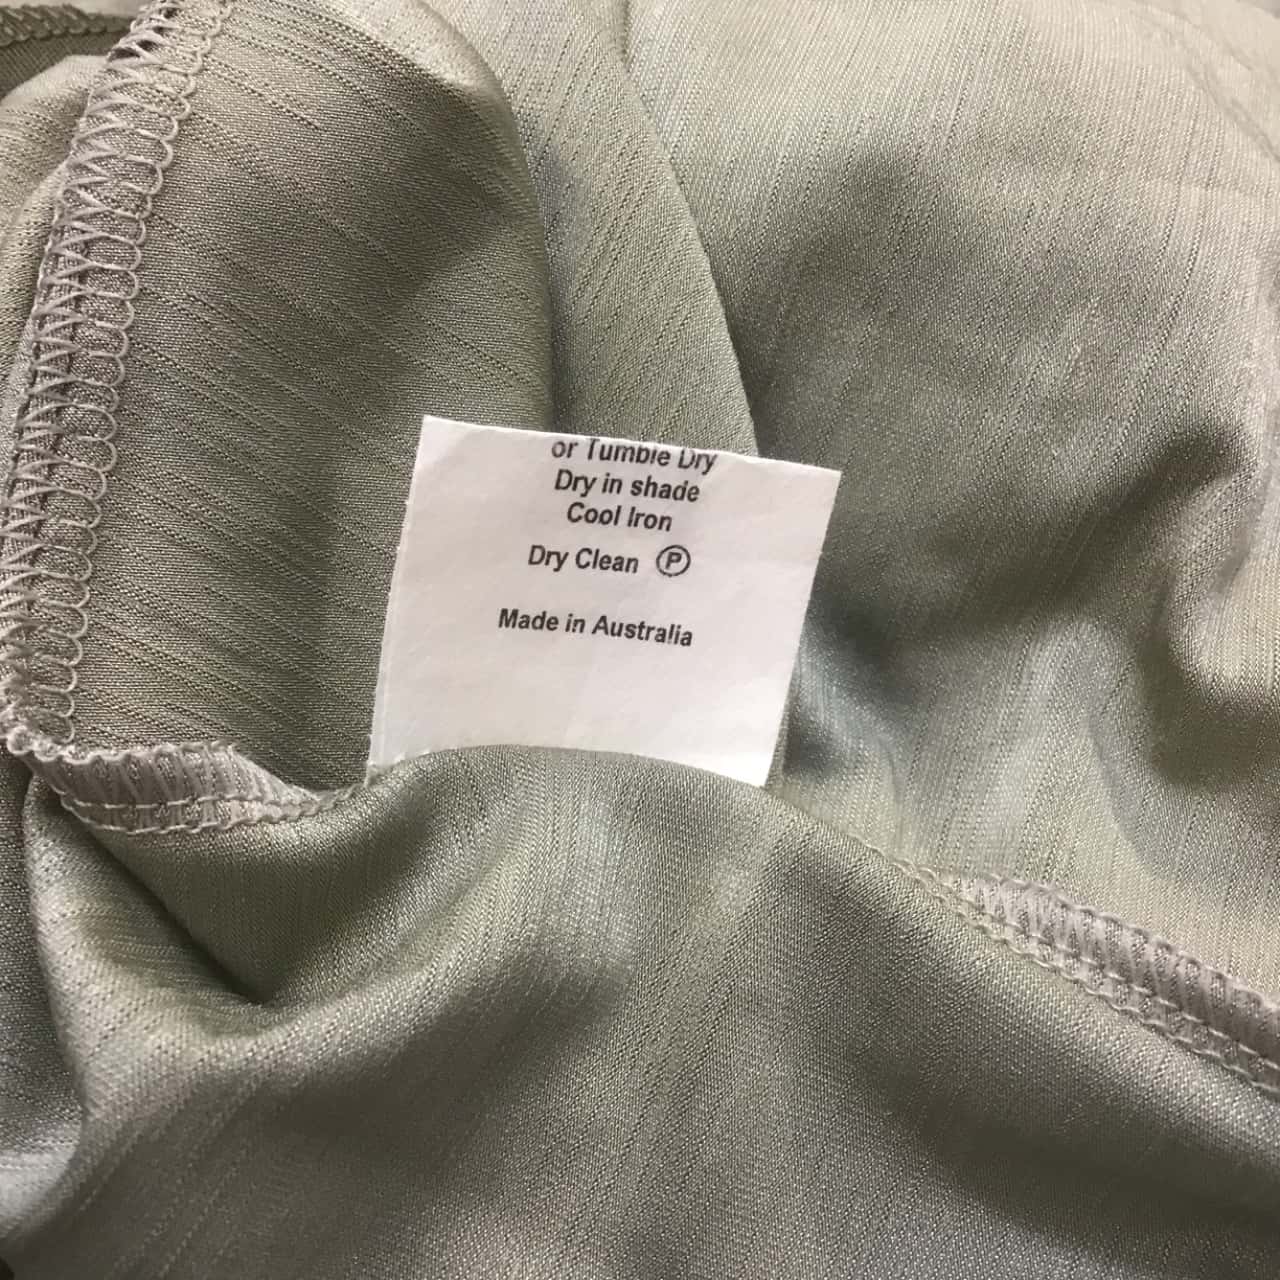 or Tumble Dry
Dry in shade
Cool Iron
Dry Clean Ⓟ
Made in Australia